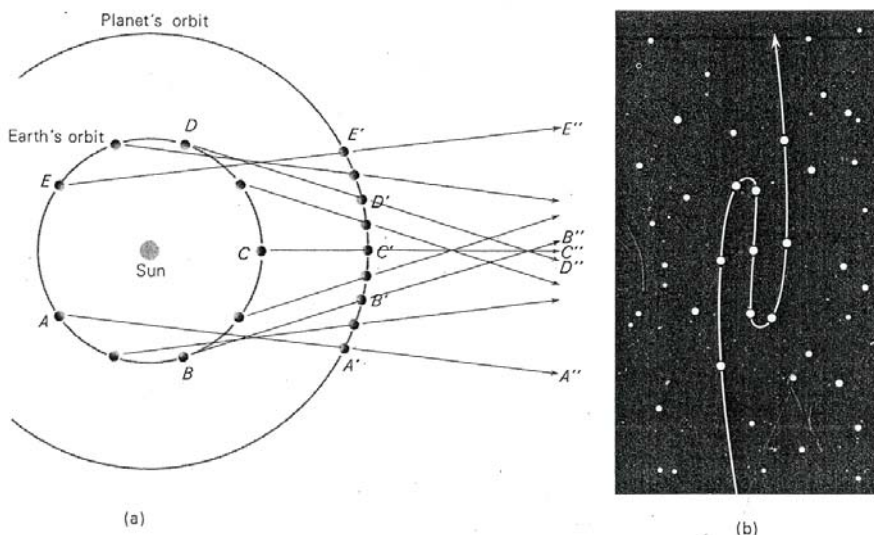 Planet's orbit
Earth's orbit
D
E'
E''
E
D'
Sun
C
C'
B''
C''
D''
A
B'
B
A'
A''
(a)
(b)